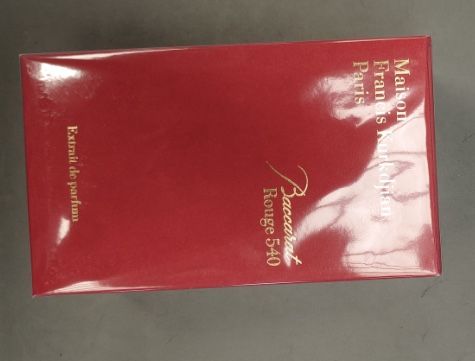 Maison
Francis Kurkdjian
Paris
Baccarat
Rouge 540
Extrait de parfum